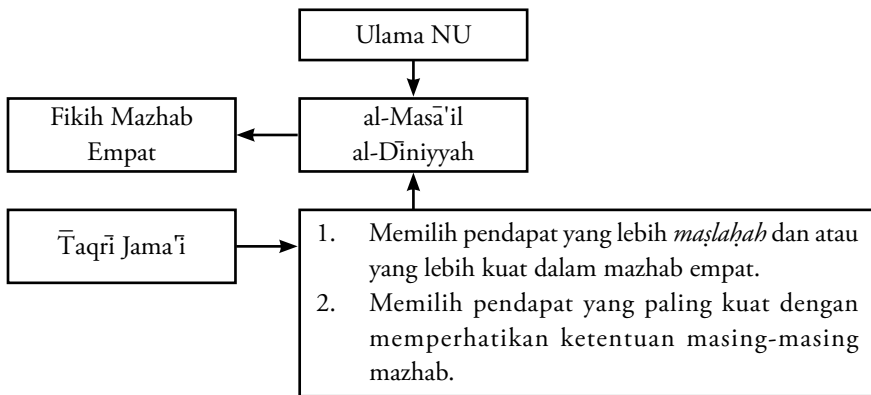 Ulama NU
Fikih Mazhab
Empat
al-Masā'il
al-Dīniyyah
T̄aqrī Jama'ī
1. Memilih pendapat yang lebih maṣlaḥah dan atau
yang lebih kuat dalam mazhab empat.
2. Memilih pendapat yang paling kuat dengan
memperhatikan ketentuan masing-masing
mazhab.